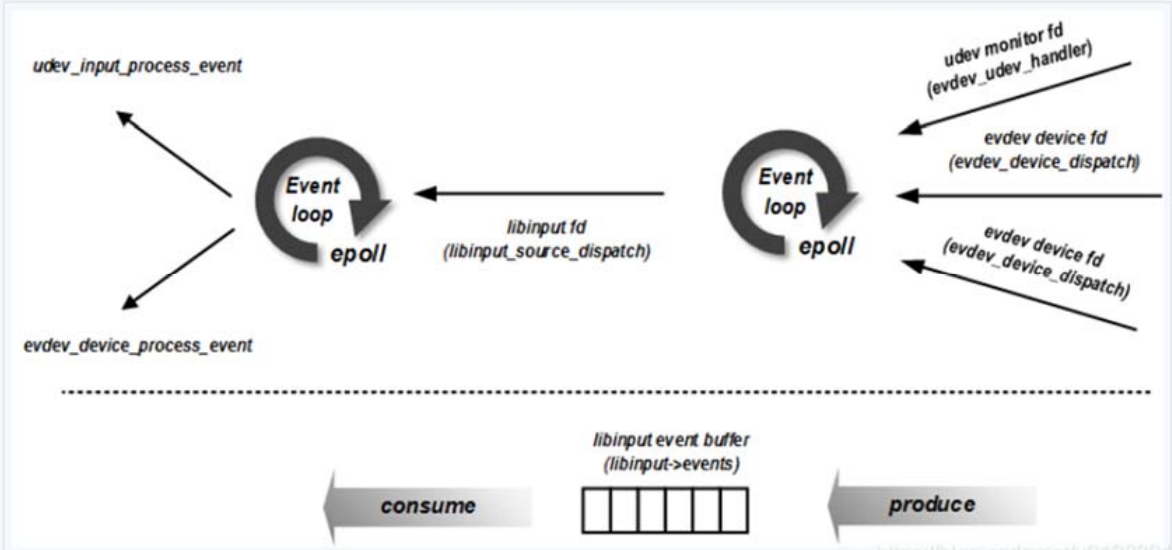 udev_input_process_event
evdev_device_process_event
Event
loop
epoll
libinput fd
(libinput_source_dispatch)
Event
loop
epoll
udev monitor fd
(evdev_udev_handler)
evdev device fd
(evdev_device_dispatch)
evdev device fd
(evdev_device_dispatch)
libinput event buffer
(libinput->events)
consume
produce